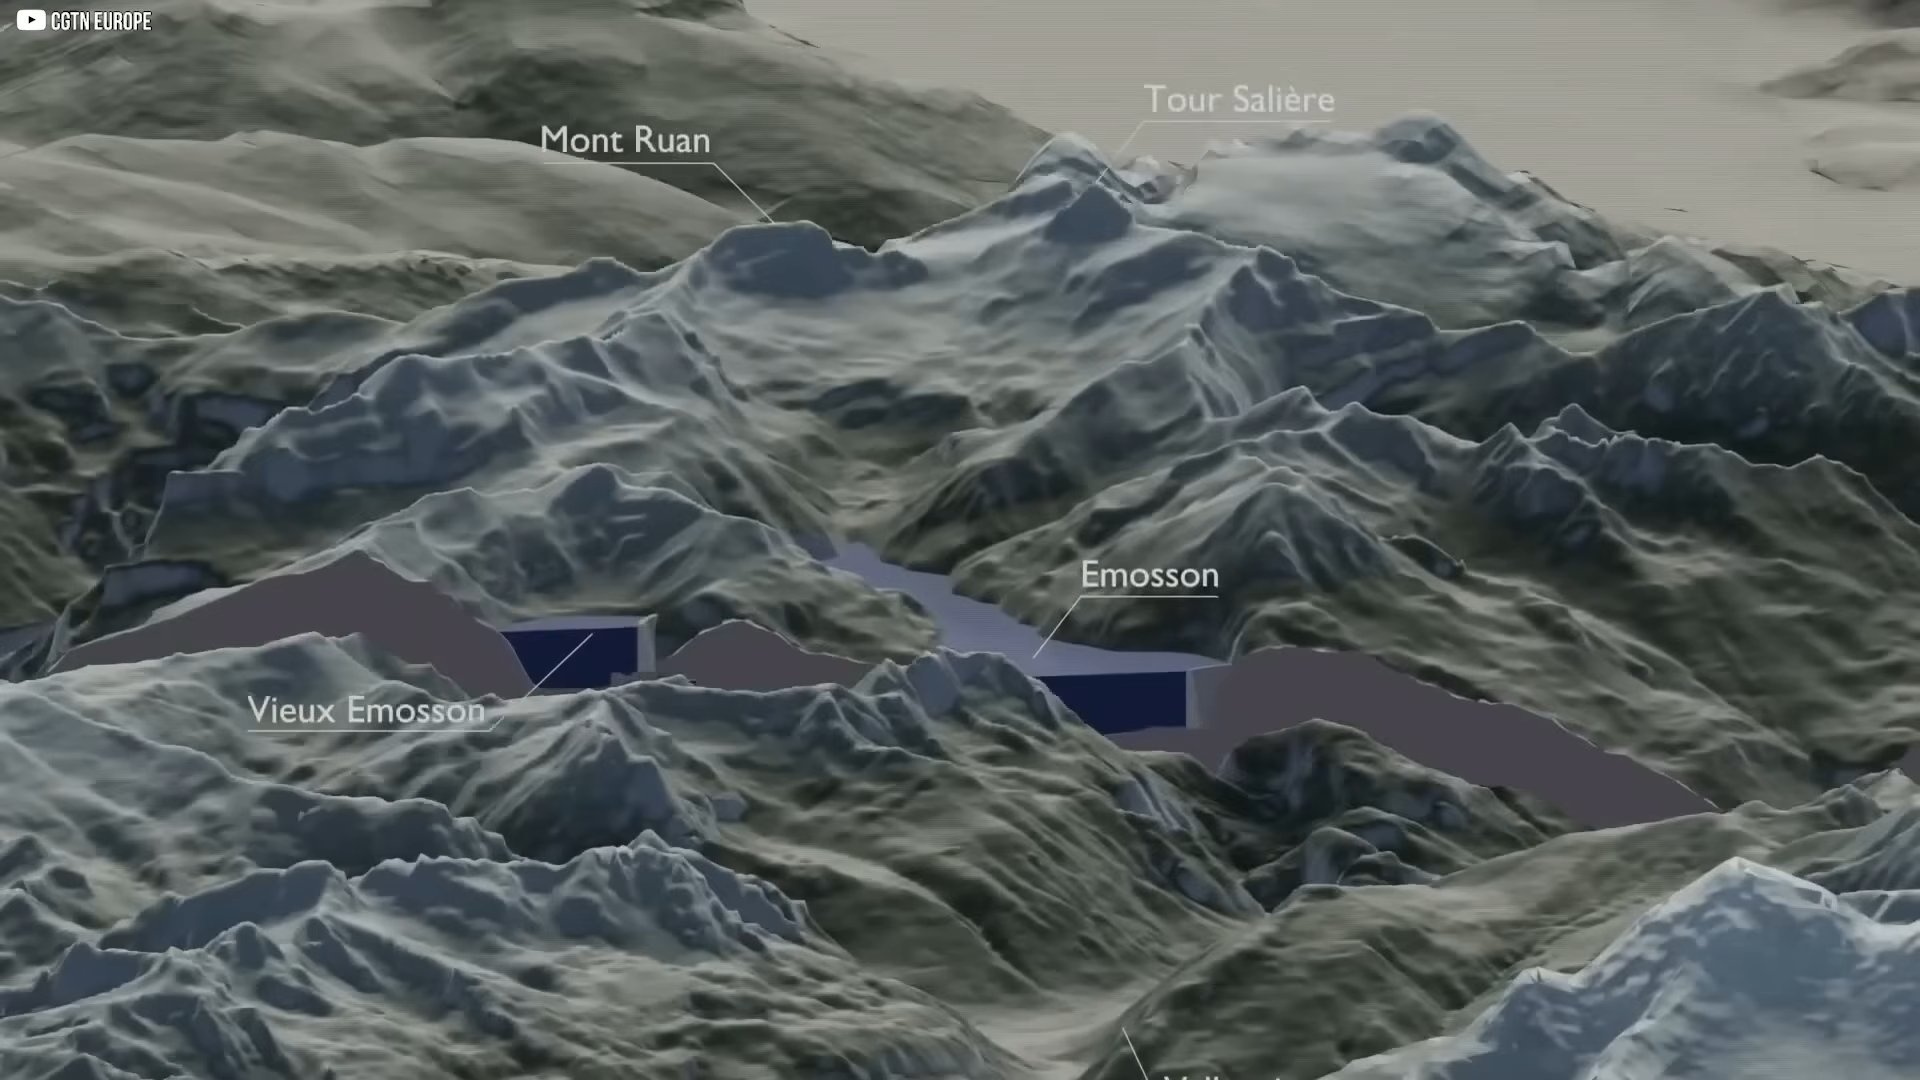 CGTN EUROPE
Tour Salière
Mont Ruan
Emosson
Vieux Emosson